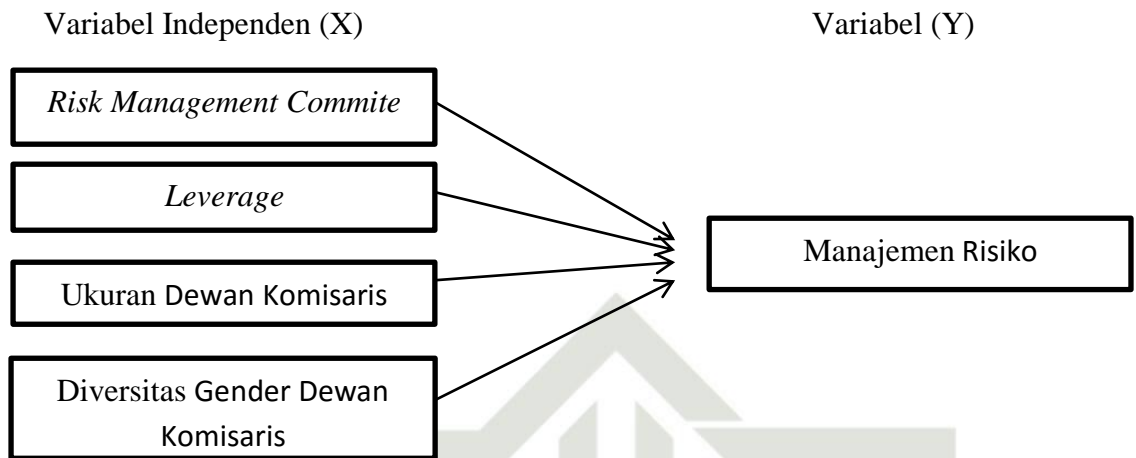 Variabel Independen (X)
Variabel (Y)
Risk Management Commite
Leverage
Ukuran Dewan Komisaris
Diversitas Gender Dewan
Komisaris
Manajemen Risiko